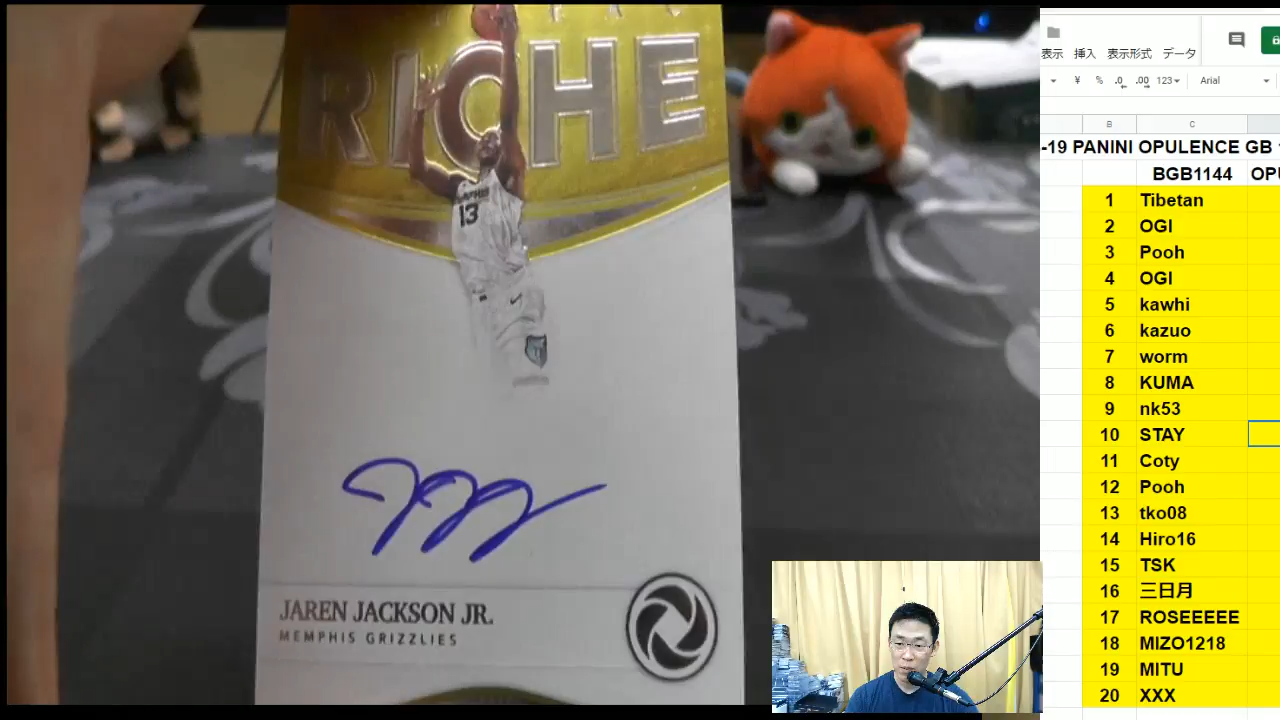 RICHE
13
JAREN JACKSON JR.
MEMPHIS GRIZZLIES
表示 挿入 表示形式 データ
¥ % .0 .00 123 Arial
B C
-19 PANINI OPULENCE GB
BGB1144 OPU
1 Tibetan
2 OGI
3 Pooh
4 OGI
5 kawhi
6 kazuo
7 worm
8 KUMA
9 nk53
10 STAY
11 Coty
12 Pooh
13 tko08
14 Hiro16
15 TSK
16 三日月
17 ROSEEEEE
18 MIZO1218
19 MITU
20 XXX